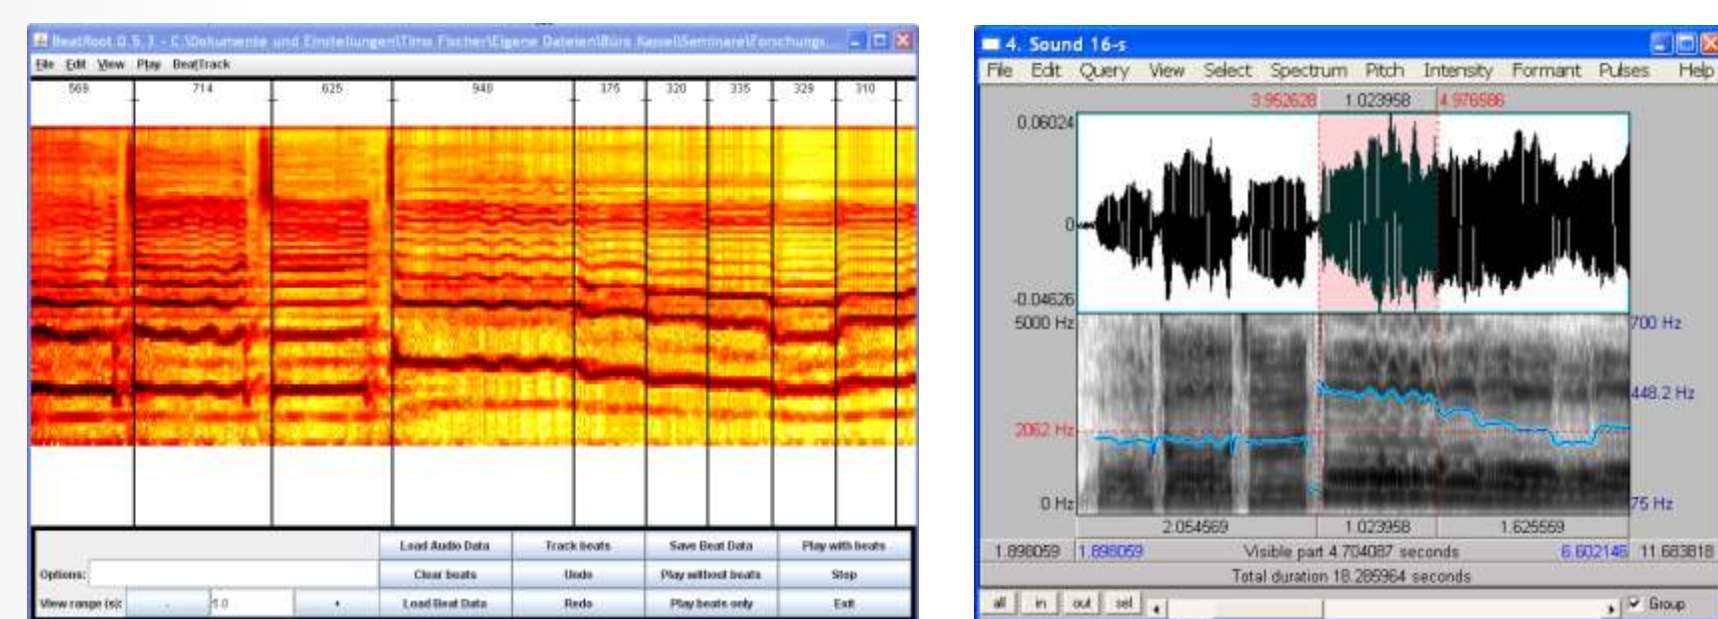 BeatRoot 0.5.3 - C:\Dokumente und Einstellungen\Timo Fischer\Eigene Dateien\Büro Kassel\Seminare\Forschungs...
File Edit View Play BeatTrack
569 714 625 940 375 320 335 329 310
Load Audio Data Track beats Save Beat Data Play with beats
Options: Clear beats Undo Play without beats Stop
View range (s): - 5.0 + Load Beat Data Redo Play beats only Exit
4. Sound 16-s
File Edit Query View Select Spectrum Pitch Intensity Formant Pulses Help
3.952628 1.023958 4.976586
0.06024
0
-0.04626
5000 Hz 700 Hz
448.2 Hz
2062 Hz
0 Hz 75 Hz
2.054569 1.023958 1.625559
1.898059 1.898059 Visible part 4.704087 seconds 6.602146 11.683818
Total duration 18.285964 seconds
all in out sel Group